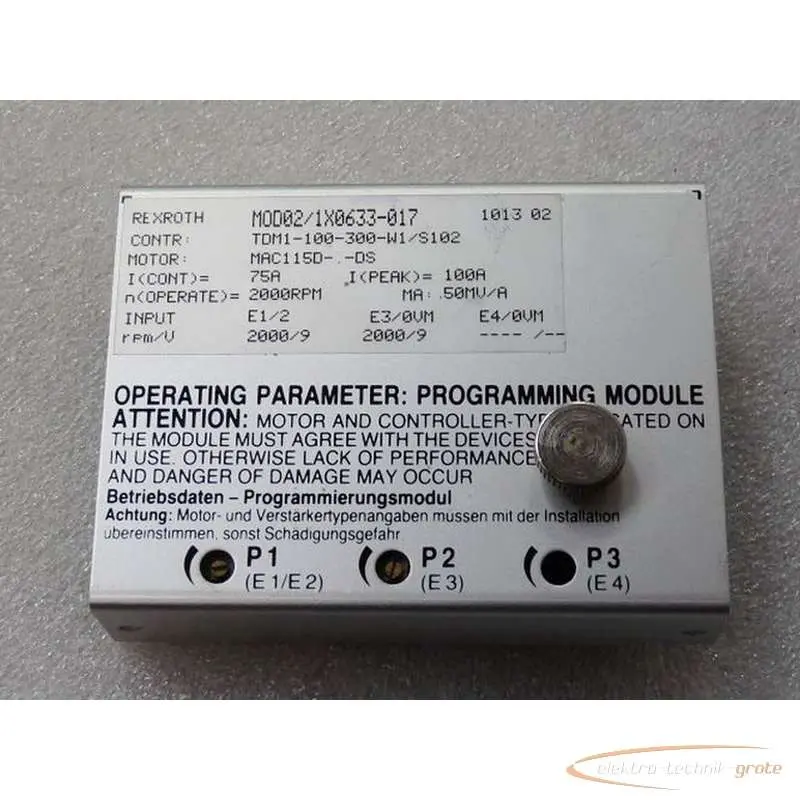 REXROTH MOD02/1X0633-017 1013 02
CONTR: TDM1-100-300-W1/S102
MOTOR: MAC115D-.-DS
I(CONT)= 75A I(PEAK)= 100A
n(OPERATE)= 2000RPM MA: .50MV/A
INPUT E1/2 E3/0VM E4/0VM
rpm/V 2000/9 2000/9 ---- /--
OPERATING PARAMETER: PROGRAMMING MODULE
ATTENTION: MOTOR AND CONTROLLER-TYP ATED ON
THE MODULE MUST AGREE WITH THE DEVICES
IN USE. OTHERWISE LACK OF PERFORMANCE
AND DANGER OF DAMAGE MAY OCCUR
Betriebsdaten – Programmierungsmodul
Achtung: Motor- und Verstärkertypenangaben mussen mit der Installation
übereinstimmen, sonst Schädigungsgefahr
P1 P2 P3
(E1/E2) (E3) (E4)
elektro-technik-grote